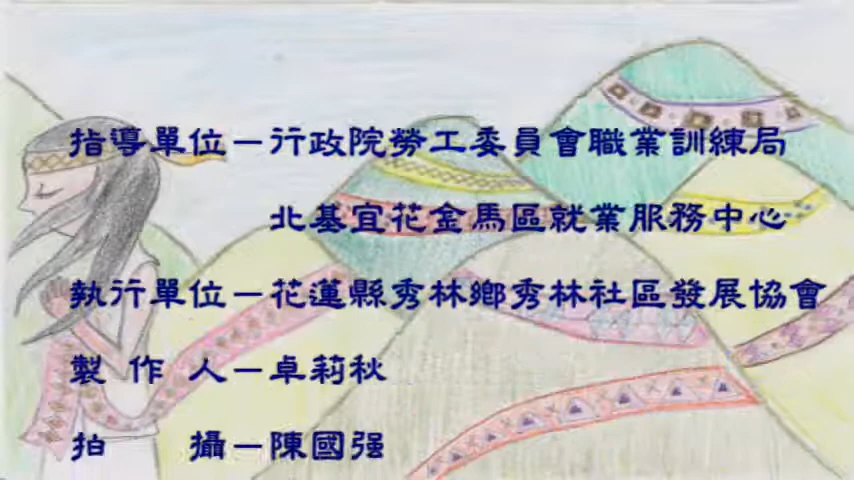 指導單位－行政院勞工委員會職業訓練局
北基宜花金馬區就業服務中心
執行單位－花蓮縣秀林鄉秀林社區發展協會
製 作 人－卓莉秋
拍 攝－陳國强